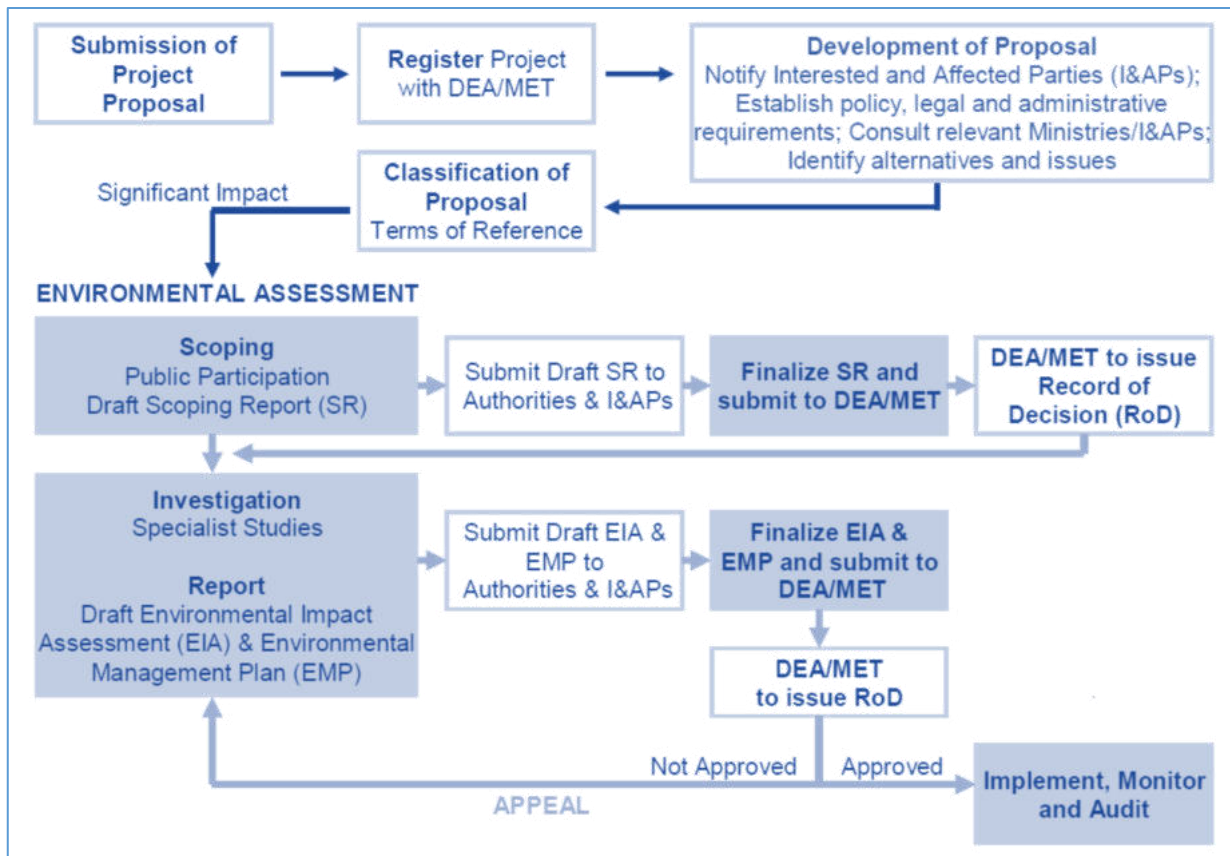 Submission of
Project
Proposal
Register Project
with DEA/MET
Development of Proposal
Notify Interested and Affected Parties (I&APs);
Establish policy, legal and administrative
requirements; Consult relevant Ministries/I&APs;
Identify alternatives and issues
Classification of
Proposal
Terms of Reference
Significant Impact
ENVIRONMENTAL ASSESSMENT
Scoping
Public Participation
Draft Scoping Report (SR)
Submit Draft SR to
Authorities & I&APs
Finalize SR and
submit to DEA/MET
DEA/MET to issue
Record of
Decision (RoD)
Investigation
Specialist Studies
Report
Draft Environmental Impact
Assessment (EIA) & Environmental
Management Plan (EMP)
Submit Draft EIA &
EMP to
Authorities & I&APs
Finalize EIA &
EMP and submit to
DEA/MET
DEA/MET
to issue RoD
Not Approved
Approved
APPEAL
Implement, Monitor
and Audit